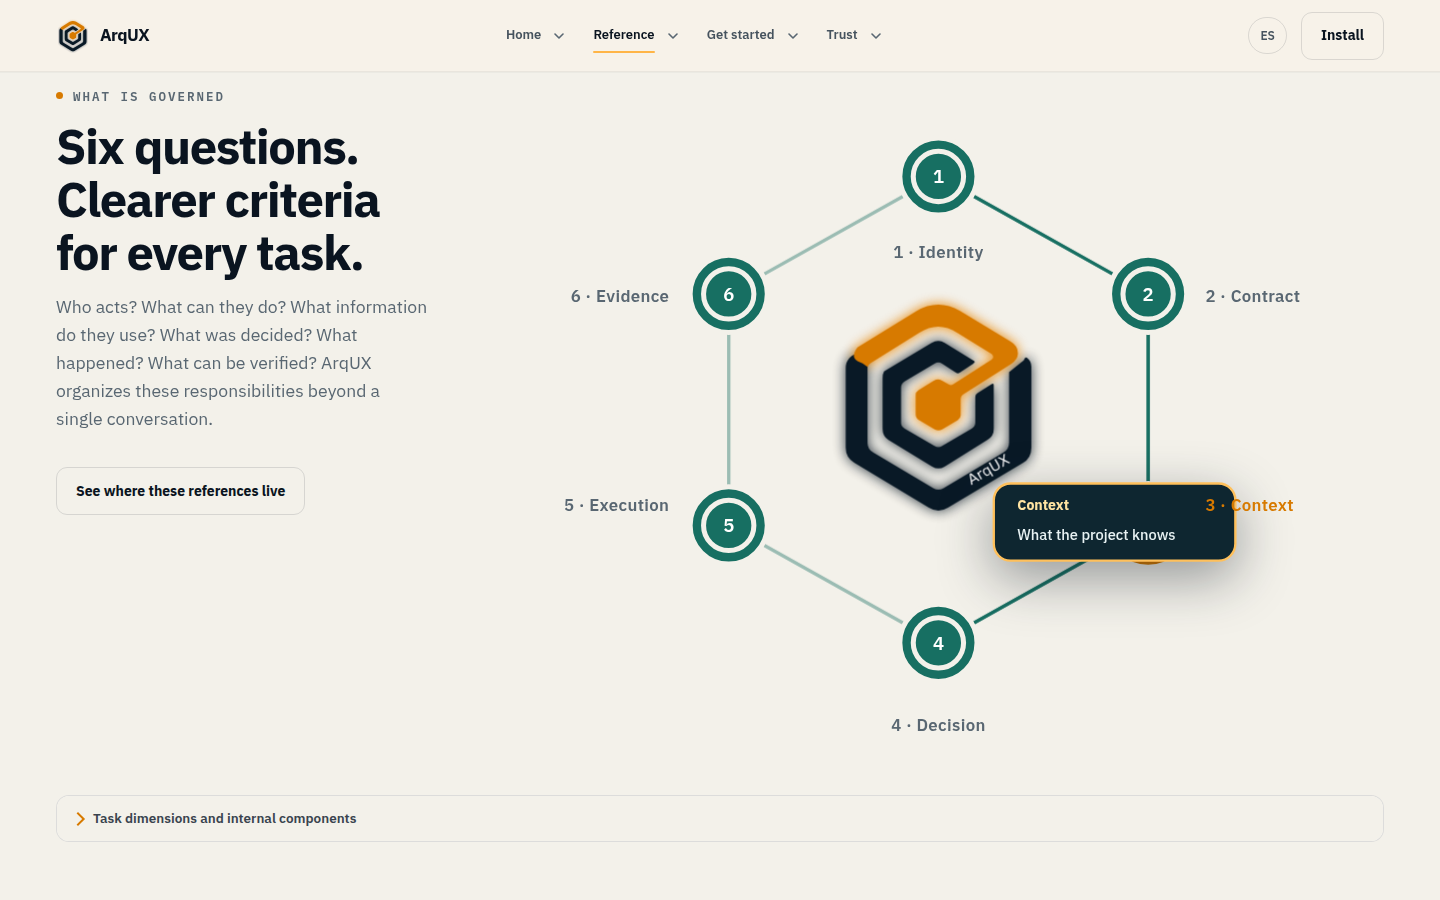 ArqUX
Home
Reference
Get started
Trust
ES
Install
WHAT IS GOVERNED
Six questions.
Clearer criteria
for every task.
Who acts? What can they do? What information
do they use? What was decided? What
happened? What can be verified? ArqUX
organizes these responsibilities beyond a
single conversation.
See where these references live
1
1 · Identity
6 · Evidence
6
2
2 · Contract
ArqUX
5 · Execution
5
Context
What the project knows
3 · Context
4
4 · Decision
Task dimensions and internal components